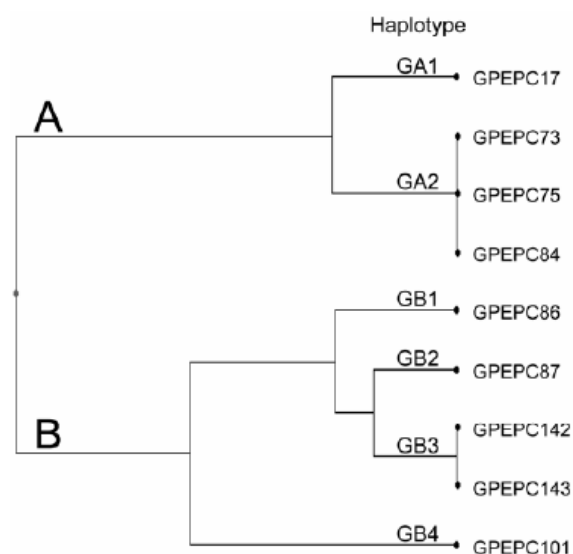 Haplotype
GA1
GPEPC17
A
GPEPC73
GA2
GPEPC75
GPEPC84
GB1
GPEPC86
GB2
GPEPC87
GPEPC142
B
GB3
GPEPC143
GB4
GPEPC101